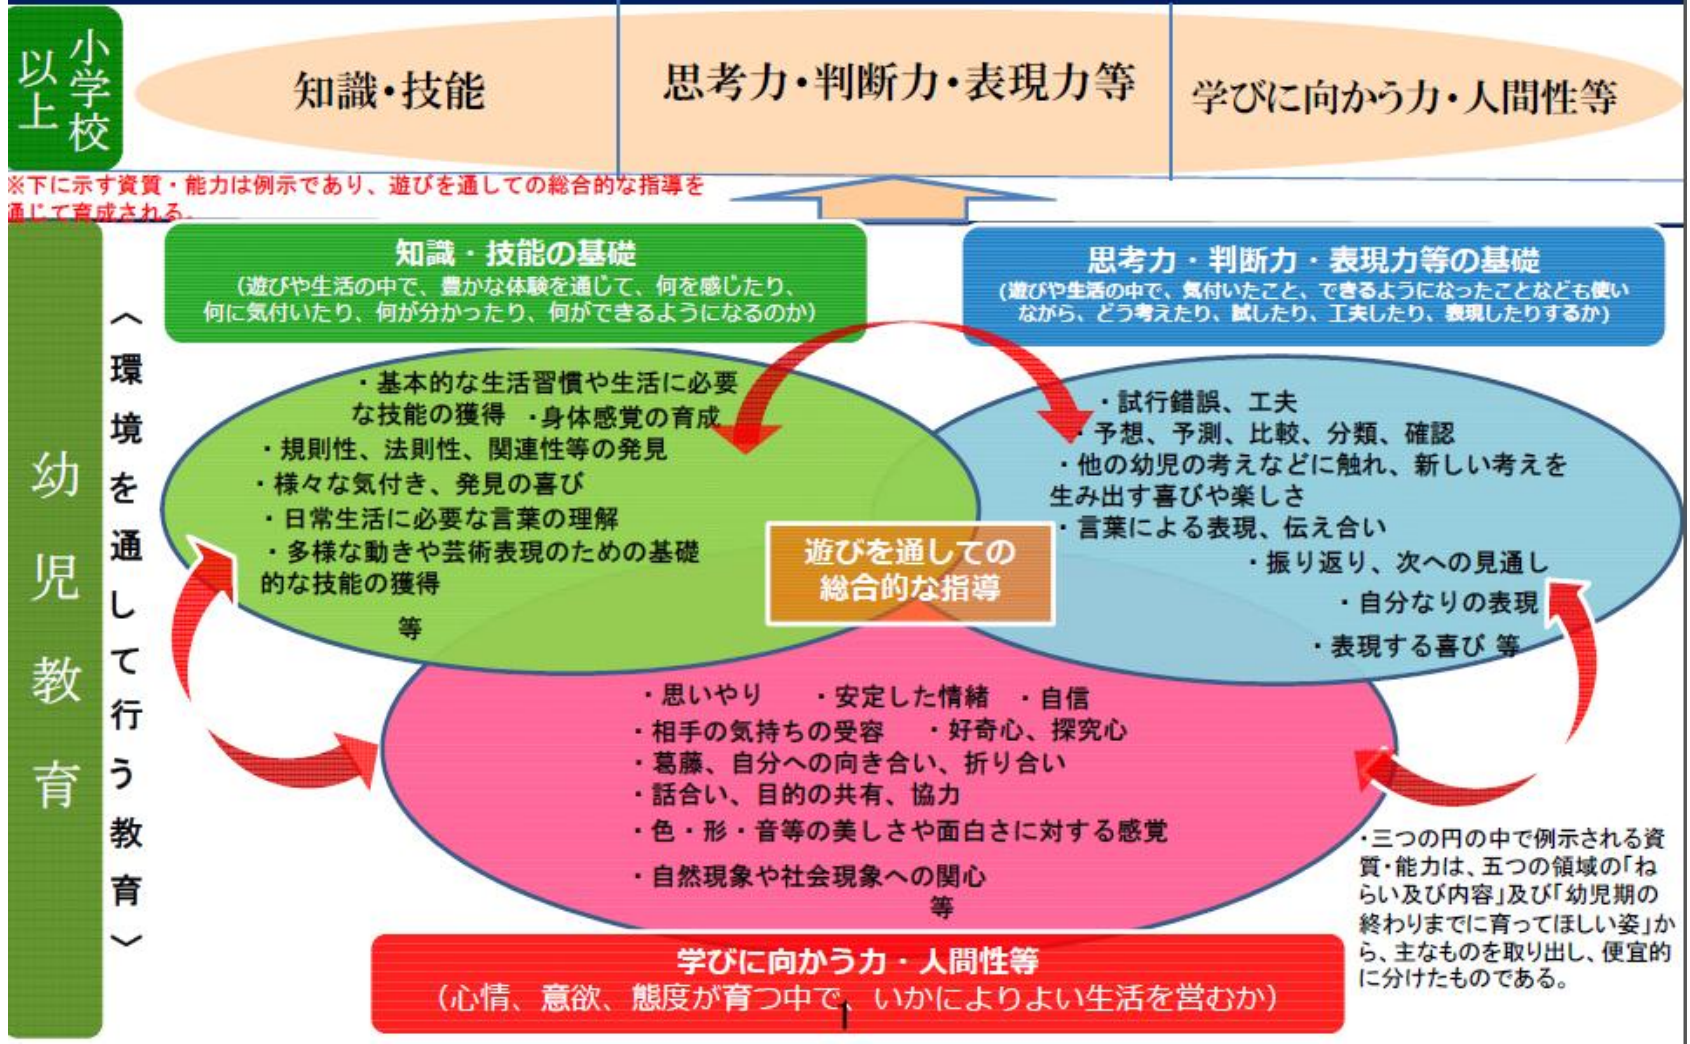 小学校
以上
知識・技能
思考力・判断力・表現力等
学びに向かう力・人間性等
※下に示す資質・能力は例示であり、遊びを通しての総合的な指導を
通じて育成される。
幼児教育
〈環境を通して行う教育〉
知識・技能の基礎
（遊びや生活の中で、豊かな体験を通じて、何を感じたり、
何に気付いたり、何が分かったり、何ができるようになるのか）
思考力・判断力・表現力等の基礎
（遊びや生活の中で、気付いたこと、できるようになったことなども使い
ながら、どう考えたり、試したり、工夫したり、表現したりするか）
・基本的な生活習慣や生活に必要
な技能の獲得 ・身体感覚の育成
・規則性、法則性、関連性等の発見
・様々な気付き、発見の喜び
・日常生活に必要な言葉の理解
・多様な動きや芸術表現のための基礎
的な技能の獲得
等
・試行錯誤、工夫
・予想、予測、比較、分類、確認
・他の幼児の考えなどに触れ、新しい考えを
生み出す喜びや楽しさ
・言葉による表現、伝え合い
・振り返り、次への見通し
・自分なりの表現
・表現する喜び 等
遊びを通しての
総合的な指導
・思いやり ・安定した情緒 ・自信
・相手の気持ちの受容 ・好奇心、探究心
・葛藤、自分への向き合い、折り合い
・話合い、目的の共有、協力
・色・形・音等の美しさや面白さに対する感覚
・自然現象や社会現象への関心
等
学びに向かう力・人間性等
（心情、意欲、態度が育つ中で、いかによりよい生活を営むか）
・三つの円の中で例示される資
質・能力は、五つの領域の「ね
らい及び内容」及び「幼児期の
終わりまでに育ってほしい姿」か
ら、主なものを取り出し、便宜的
に分けたものである。